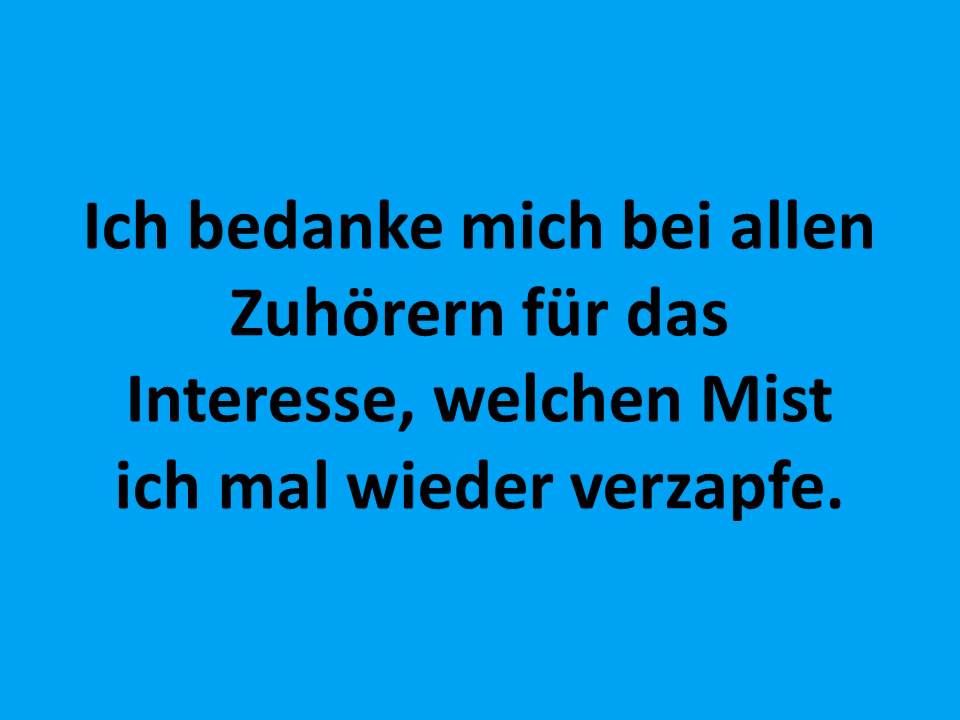 Ich bedanke mich bei allen
Zuhörern für das
Interesse, welchen Mist
ich mal wieder verzapfe.